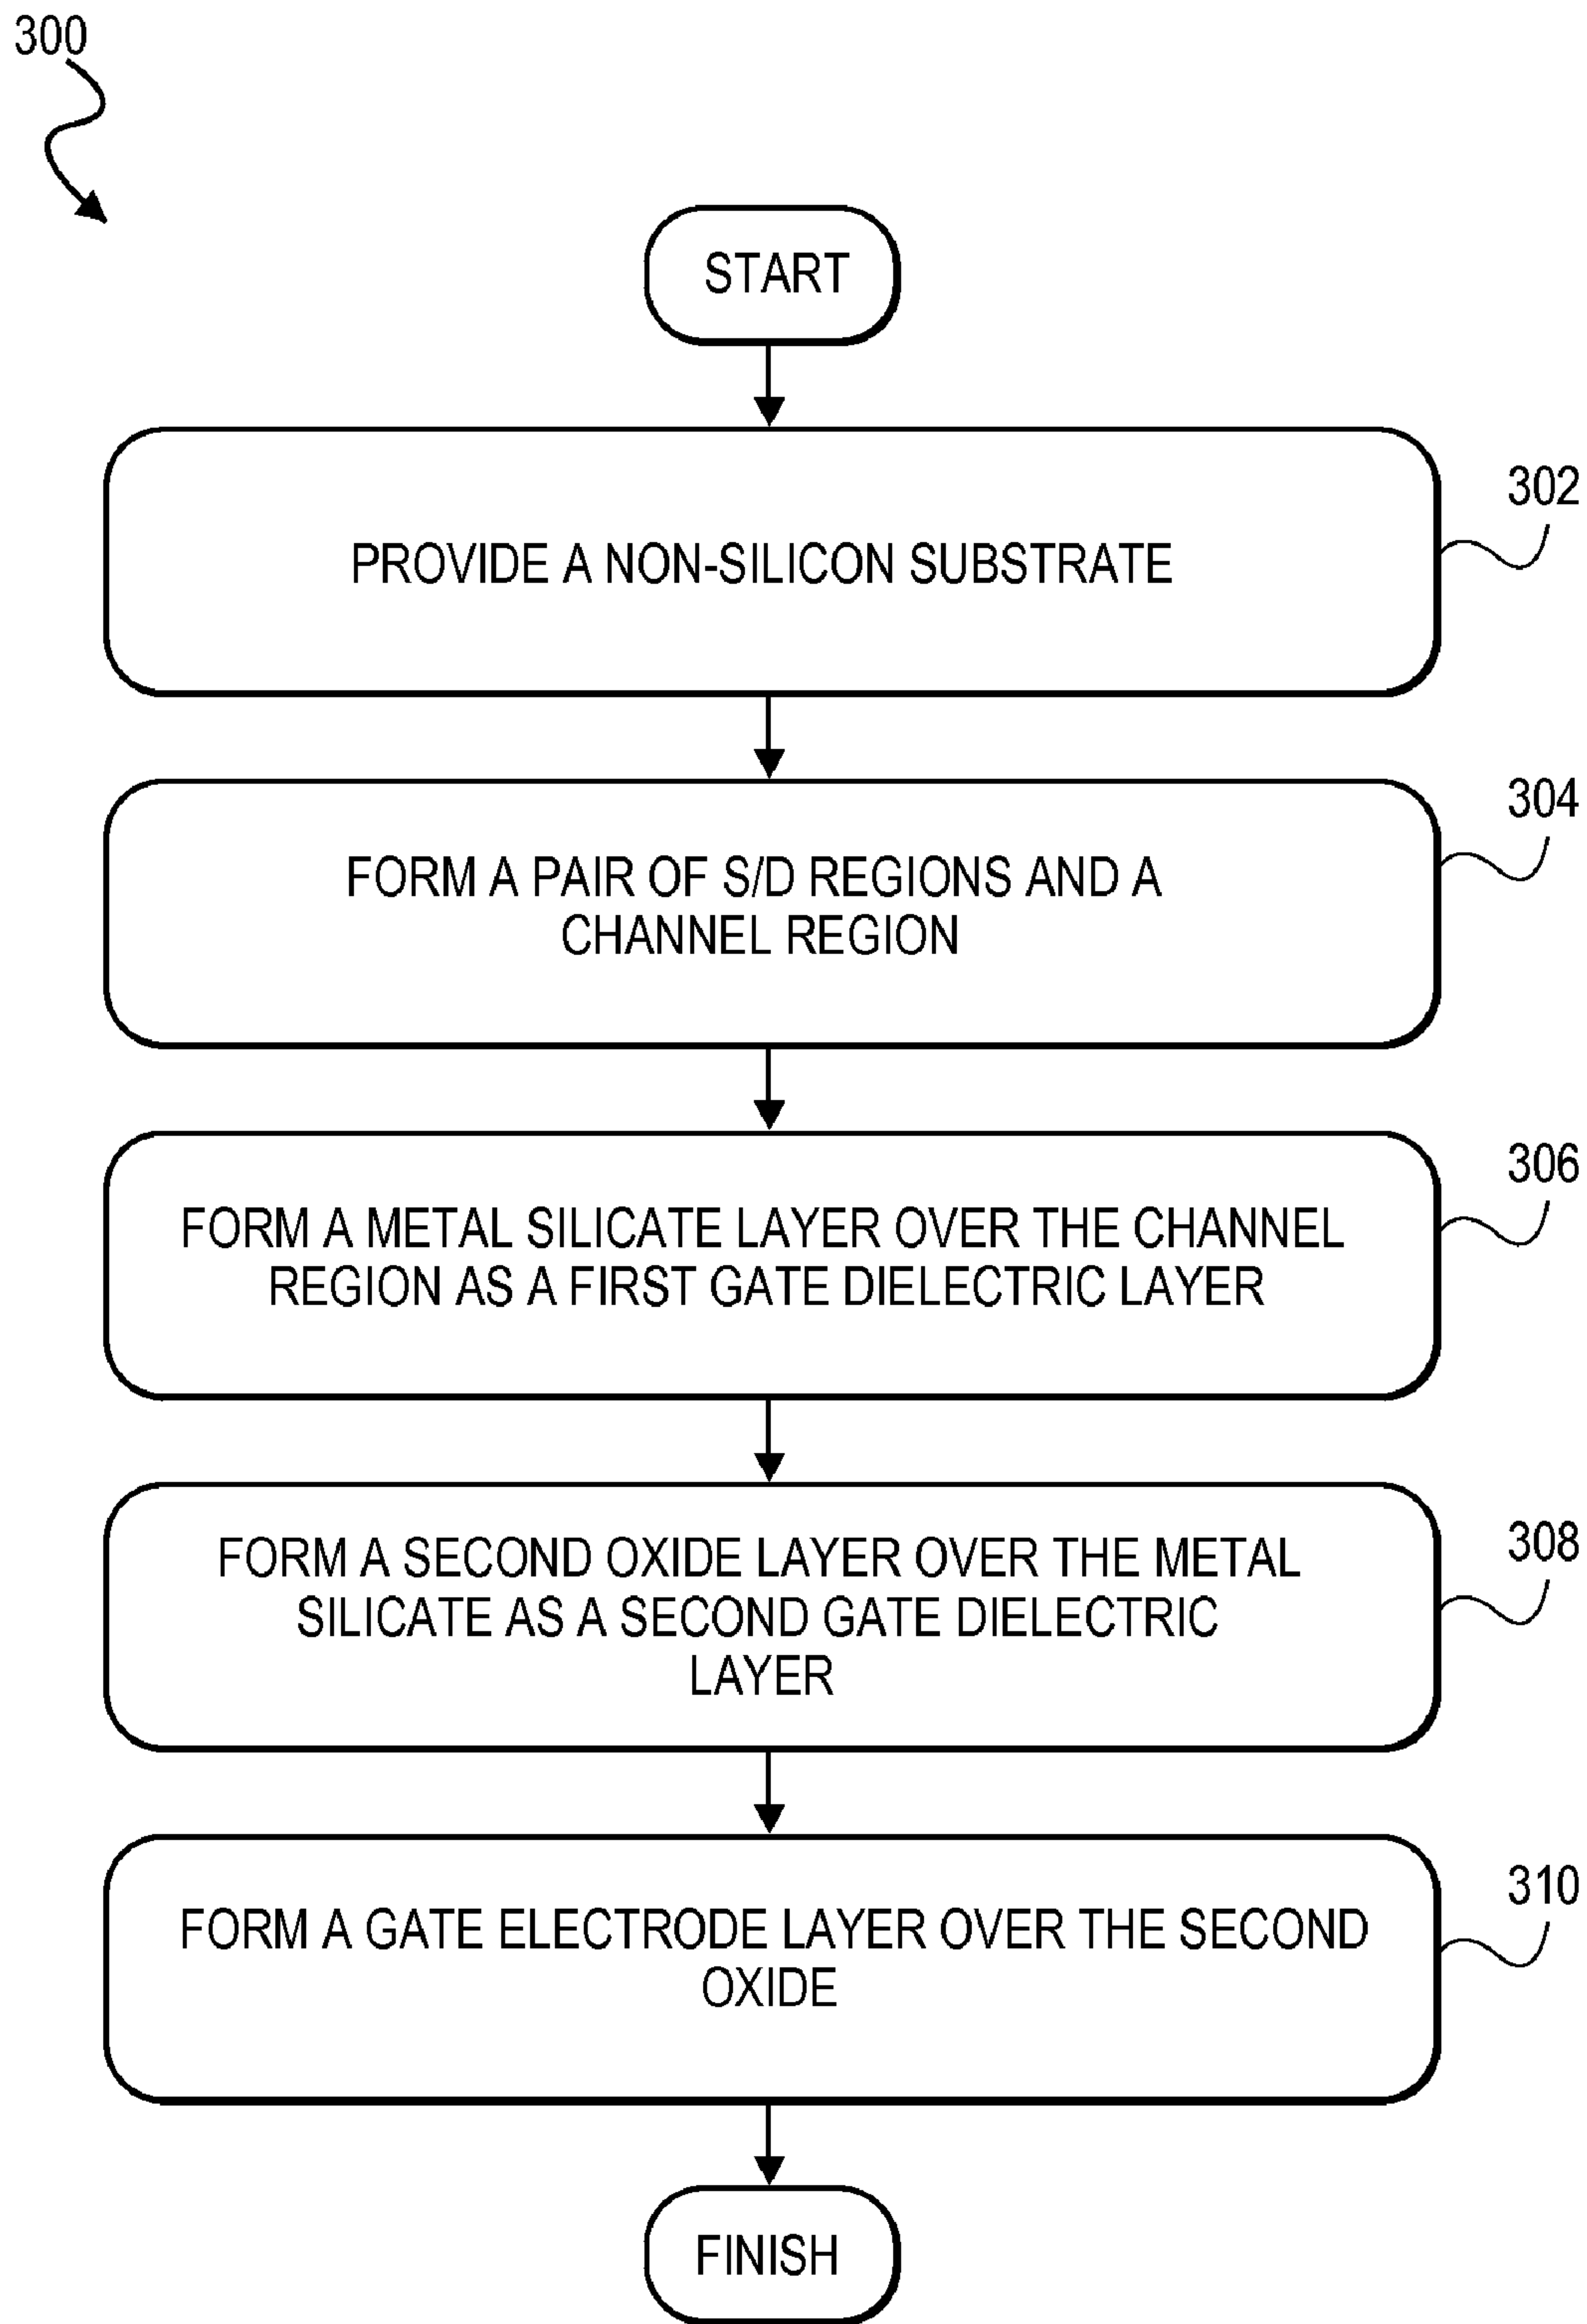 300
START
PROVIDE A NON-SILICON SUBSTRATE
302
FORM A PAIR OF S/D REGIONS AND A
CHANNEL REGION
304
FORM A METAL SILICATE LAYER OVER THE CHANNEL
REGION AS A FIRST GATE DIELECTRIC LAYER
306
FORM A SECOND OXIDE LAYER OVER THE METAL
SILICATE AS A SECOND GATE DIELECTRIC
LAYER
308
FORM A GATE ELECTRODE LAYER OVER THE SECOND
OXIDE
310
FINISH